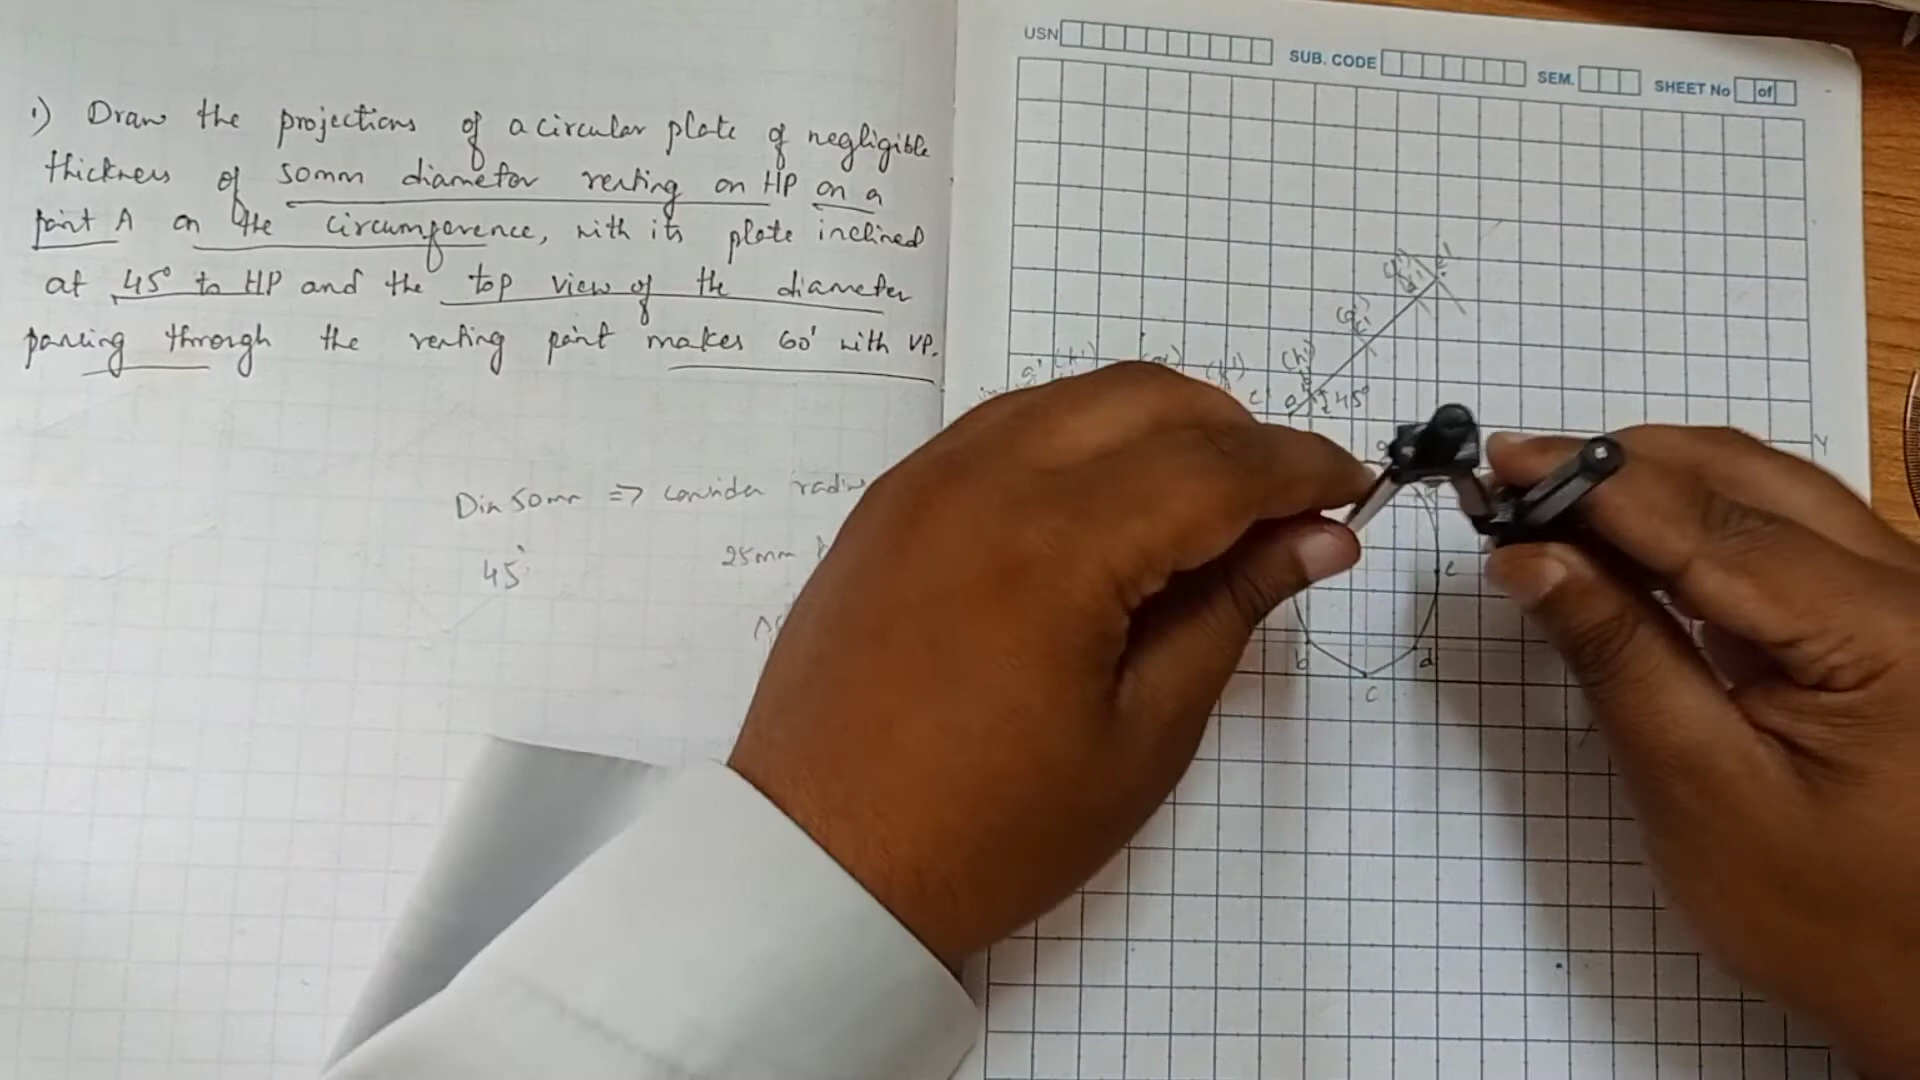 1) Draw the projections of a circular plate of negligible
thickness of 50mm diameter resting on HP on a
point A on the circumference, with its plate inclined
at 45° to HP and the top view of the diameter
passing through the resting point makes 60° with VP.
Dia 50mm => Consider radius
45°
25mm
USN
SUB. CODE
SEM.
SHEET No of
e'
(h')
45°
a' (h') (h')
c' a
Y
e
b
d
c